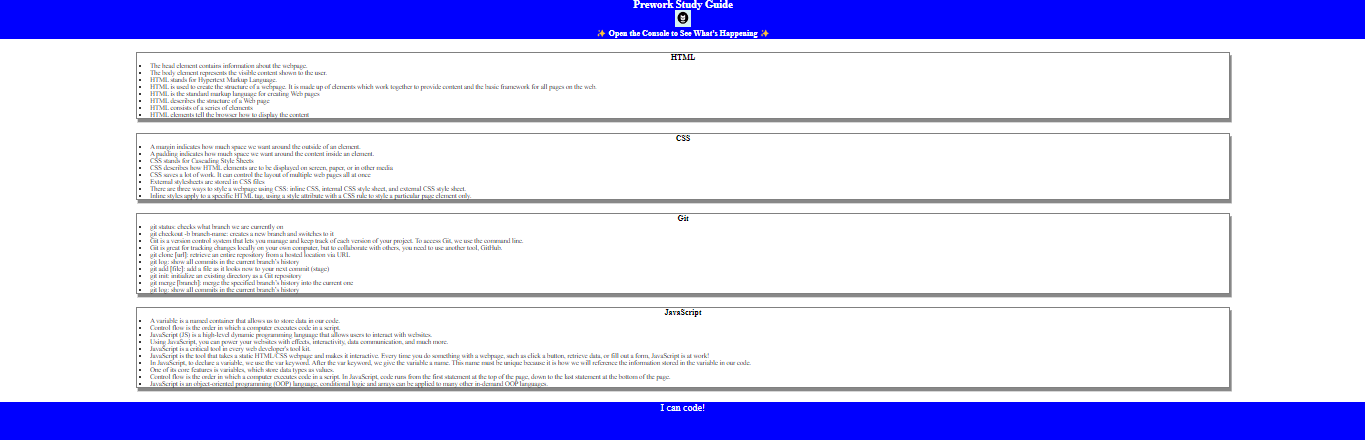 Prework Study Guide
✨ Open the Console to See What's Happening ✨
HTML
The head element contains information about the webpage.
The body element represents the visible content shown to the user.
HTML stands for Hypertext Markup Language.
HTML is used to create the structure of a webpage. It is made up of elements which work together to provide content and the basic framework for all pages on the web.
HTML is the standard markup language for creating Web pages
HTML describes the structure of a Web page
HTML consists of a series of elements
HTML elements tell the browser how to display the content
CSS
A margin indicates how much space we want around the outside of an element.
A padding indicates how much space we want around the content inside an element.
CSS stands for Cascading Style Sheets
CSS describes how HTML elements are to be displayed on screen, paper, or in other media
CSS saves a lot of work. It can control the layout of multiple web pages all at once
External stylesheets are stored in CSS files
There are three ways to style a webpage using CSS: inline CSS, internal CSS style sheet, and external CSS style sheet.
Inline styles apply to a specific HTML tag, using a style attribute with a CSS rule to style a particular page element only.
Git
git status: checks what branch we are currently on
git checkout -b branch-name: creates a new branch and switches to it
Git is a version control system that lets you manage and keep track of each version of your project. To access Git, we use the command line.
Git is great for tracking changes locally on your own computer, but to collaborate with others, you need to use another tool, GitHub.
git clone [url]: retrieve an entire repository from a hosted location via URL
git log: show all commits in the current branch's history
git add [file]: add a file as it looks now to your next commit (stage)
git init: initialize an existing directory as a Git repository
git merge [branch]: merge the specified branch's history into the current one
git log: show all commits in the current branch's history
JavaScript
A variable is a named container that allows us to store data in our code.
Control flow is the order in which a computer executes code in a script.
JavaScript (JS) is a high-level dynamic programming language that allows users to interact with websites.
Using JavaScript, you can power your websites with effects, interactivity, data communication, and much more.
JavaScript is a critical tool in every web developer's tool kit.
JavaScript is the tool that takes a static HTML/CSS webpage and makes it interactive. Every time you do something with a webpage, such as click a button, retrieve data, or fill out a form, JavaScript is at work!
In JavaScript, to declare a variable, we use the var keyword. After the var keyword, we give the variable a name. This name must be unique because it is how we will reference the information stored in the variable in our code.
One of its core features is variables, which store data types as values.
Control flow is the order in which a computer executes code in a script. In JavaScript, code runs from the first statement at the top of the page, down to the last statement at the bottom of the page.
JavaScript is an object-oriented programming (OOP) language, conditional logic and arrays can be applied to many other in-demand OOP languages.
I can code!